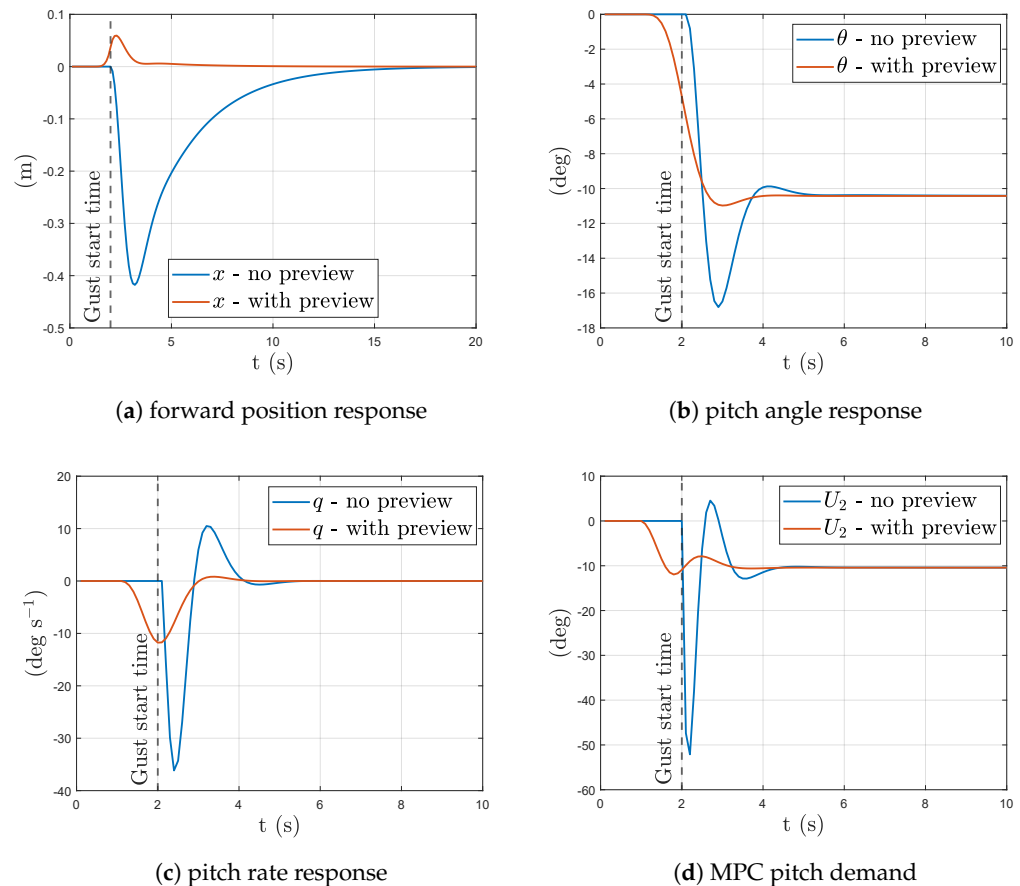 0.1
0
-0.1
-0.2
-0.3
-0.4
-0.5
(m)
Gust start time
x - no preview
x - with preview
0 5 10 15 20
t (s)
(a) forward position response
0
-2
-4
-6
-8
-10
-12
-14
-16
-18
(deg)
Gust start time
θ - no preview
θ - with preview
0 2 4 6 8 10
t (s)
(b) pitch angle response
20
10
0
-10
-20
-30
-40
(deg s⁻¹)
Gust start time
q - no preview
q - with preview
0 2 4 6 8 10
t (s)
(c) pitch rate response
10
0
-10
-20
-30
-40
-50
-60
(deg)
Gust start time
U₂ - no preview
U₂ - with preview
0 2 4 6 8 10
t (s)
(d) MPC pitch demand